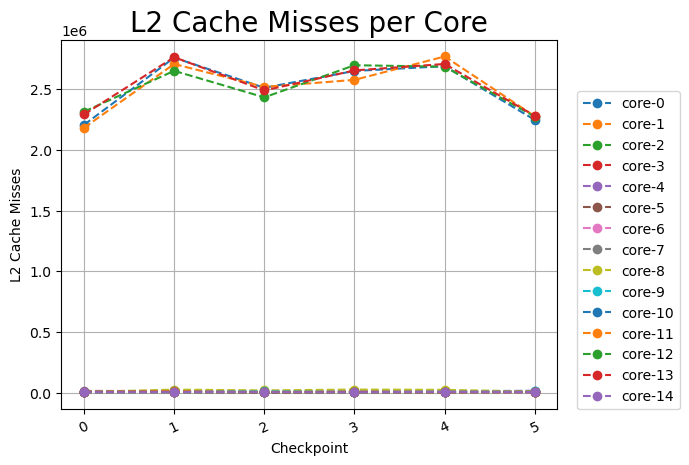 L2 Cache Misses per Core
1e6
2.5
2.0
1.5
1.0
0.5
0.0
L2 Cache Misses
0 1 2 3 4 5
Checkpoint
core-0
core-1
core-2
core-3
core-4
core-5
core-6
core-7
core-8
core-9
core-10
core-11
core-12
core-13
core-14